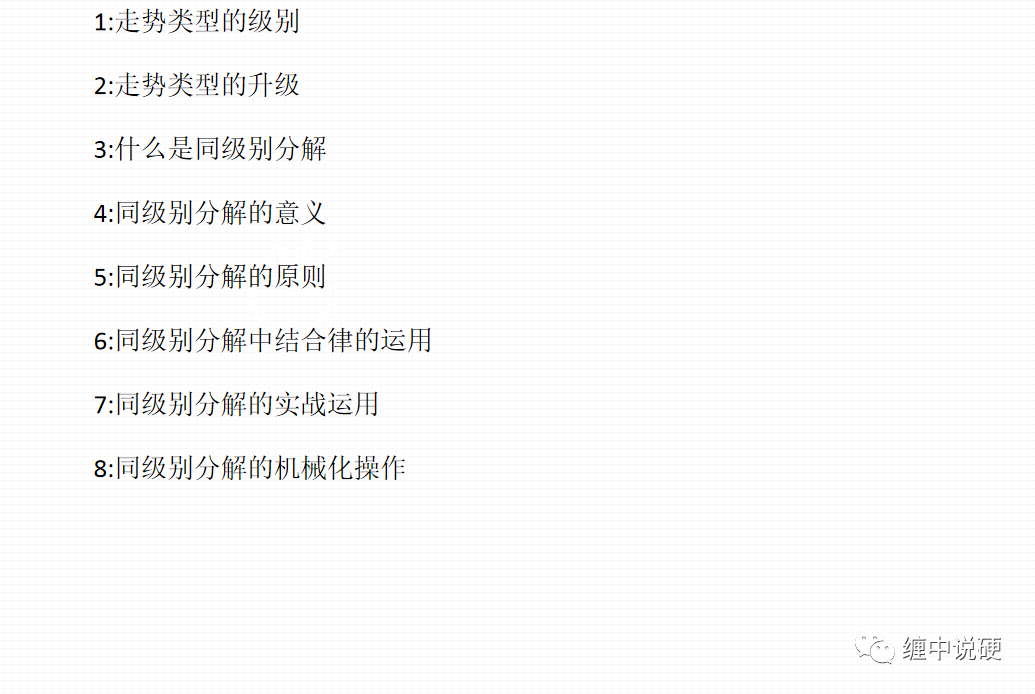 1:走势类型的级别
2:走势类型的升级
3:什么是同级别分解
4:同级别分解的意义
5:同级别分解的原则
6:同级别分解中结合律的运用
7:同级别分解的实战运用
8:同级别分解的机械化操作
缠中说硬